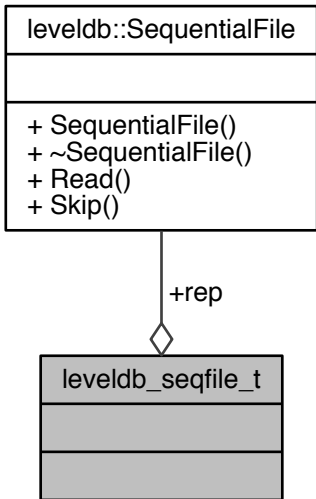 leveldb::SequentialFile
+ SequentialFile()
+ ~SequentialFile()
+ Read()
+ Skip()
+rep
leveldb_seqfile_t